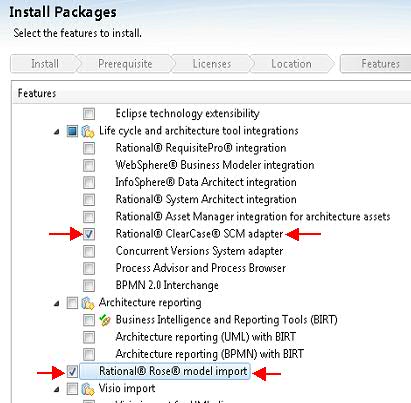 Install Packages
Select the features to install.
Install
Prerequisite
Licenses
Location
Features
Features
Eclipse technology extensibility
Life cycle and architecture tool integrations
Rational® RequisitePro® integration
WebSphere® Business Modeler integration
InfoSphere® Data Architect integration
Rational® System Architect integration
Rational® Asset Manager integration for architecture assets
Rational® ClearCase® SCM adapter
Concurrent Versions System adapter
Process Advisor and Process Browser
BPMN 2.0 Interchange
Architecture reporting
Business Intelligence and Reporting Tools (BIRT)
Architecture reporting (UML) with BIRT
Architecture reporting (BPMN) with BIRT
Rational® Rose® model import
Visio import